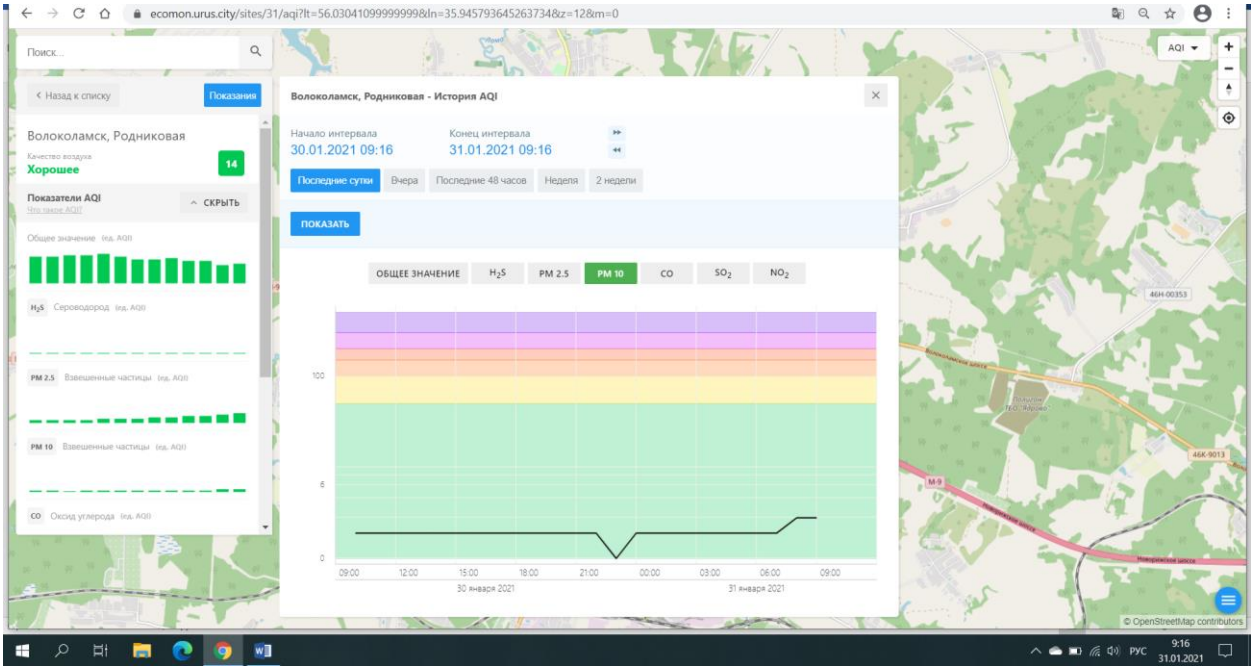 ecomon.urus.city/sites/31/aqi?lt=56.03041099999999&ln=35.945793645263734&z=12&m=0
Поиск...
AQI
Назад к списку
Показания
Волоколамск, Родниковая
Качество воздуха
Хорошее
14
Показатели AQI
Что такое AQI?
СКРЫТЬ
Общее значение (ед. AQI)
H₂S Сероводород (ед. AQI)
PM 2.5 Взвешенные частицы (ед. AQI)
PM 10 Взвешенные частицы (ед. AQI)
CO Оксид углерода (ед. AQI)
Волоколамск, Родниковая - История AQI
Начало интервала
Конец интервала
30.01.2021 09:16
31.01.2021 09:16
Последние сутки
Вчера
Последние 48 часов
Неделя
2 недели
ПОКАЗАТЬ
ОБЩЕЕ ЗНАЧЕНИЕ
H₂S
PM 2.5
PM 10
CO
SO₂
NO₂
100
6
0
09:00 12:00 15:00 18:00 21:00 00:00 03:00 06:00 09:00
30 января 2021
31 января 2021
46Н-00353
Волоколамское шоссе
46К-9013
М-9
Новорижское шоссе
Новорижское шоссе
© OpenStreetMap contributors
РУС
9:16
31.01.2021